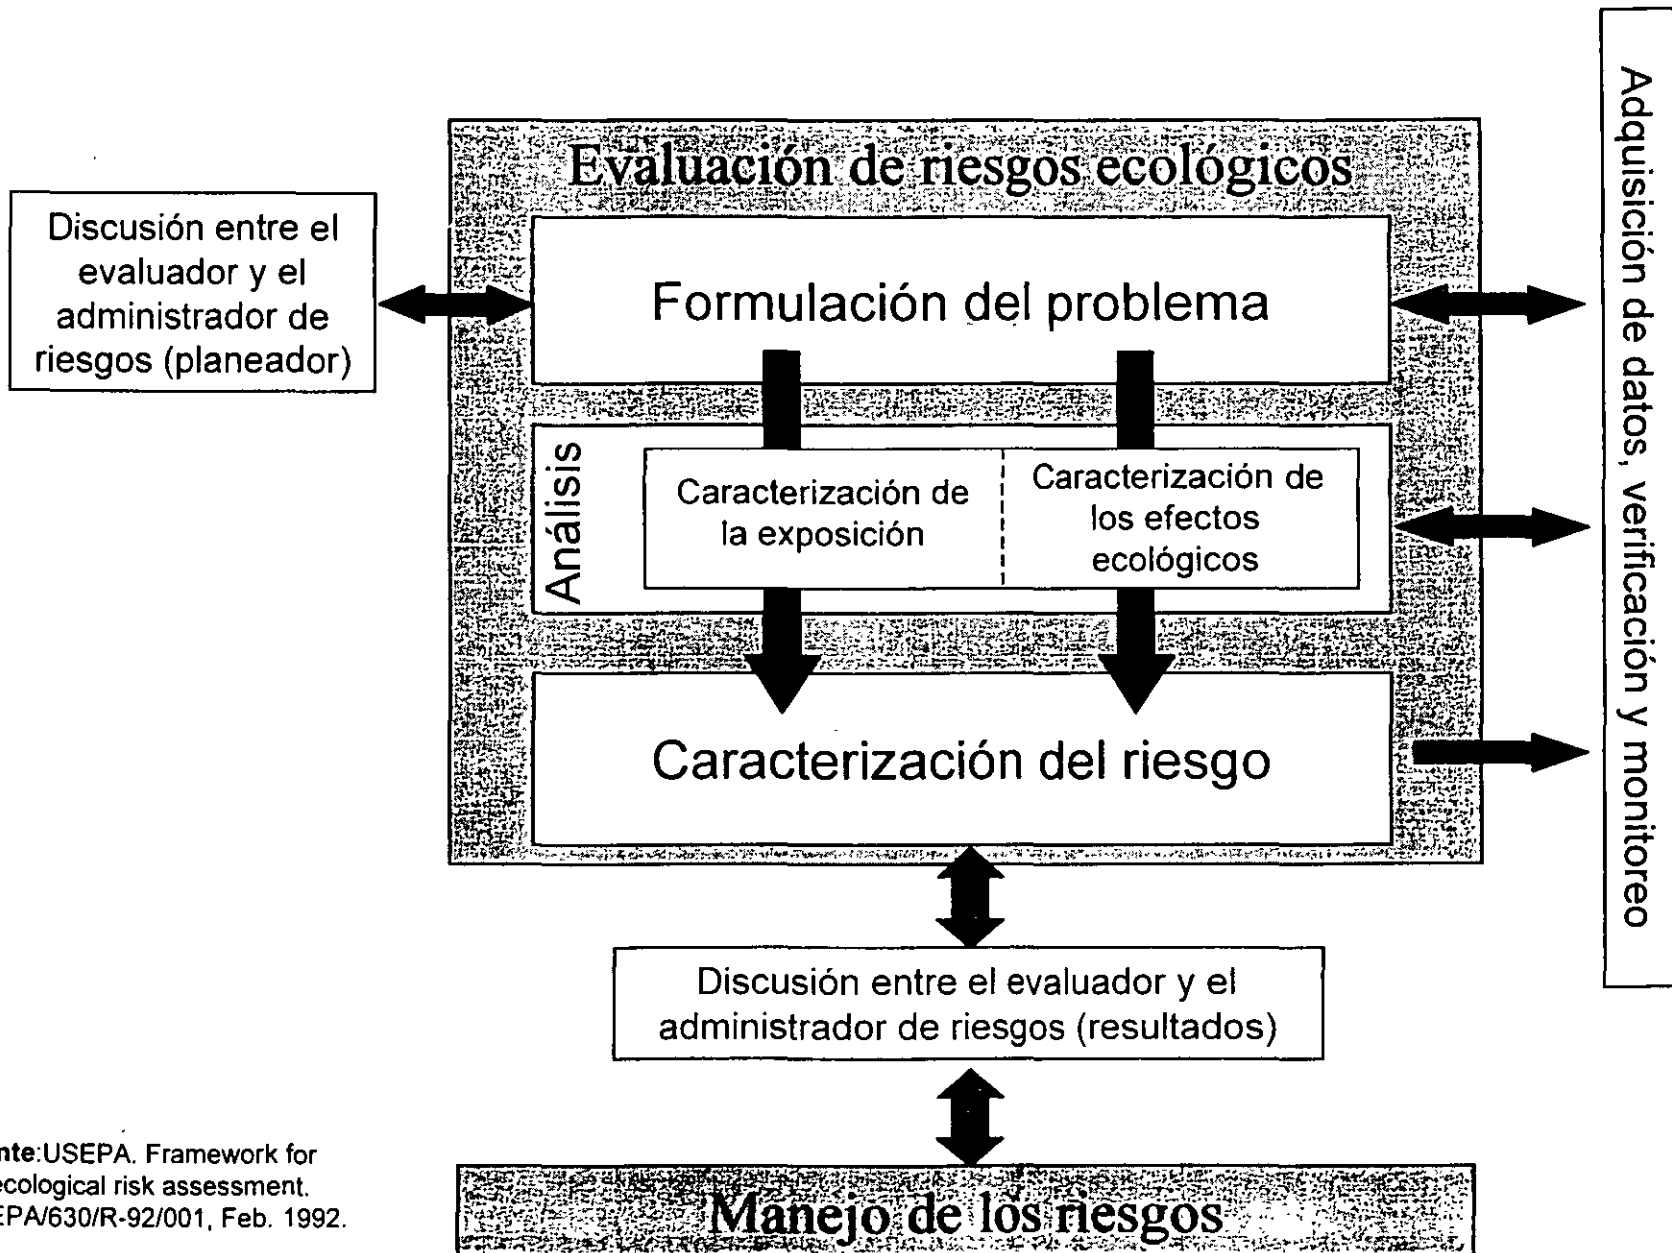 Evaluación de riesgos ecológicos
Discusión entre el
evaluador y el
administrador de
riesgos (planeador)
Formulación del problema
Análisis
Caracterización de
la exposición
Caracterización de
los efectos
ecológicos
Caracterización del riesgo
Adquisición de datos, verificación y monitoreo
Discusión entre el evaluador y el
administrador de riesgos (resultados)
Manejo de los riesgos
nte:USEPA. Framework for
ecological risk assessment.
EPA/630/R-92/001, Feb. 1992.